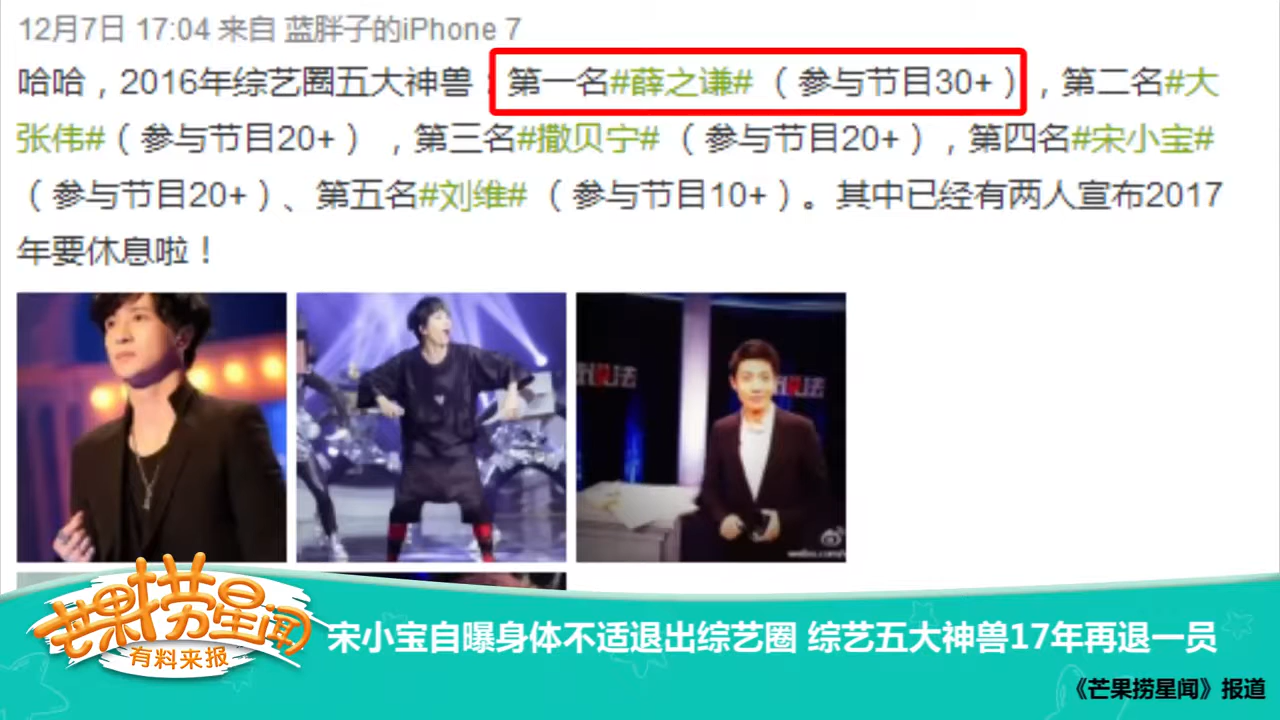 12月7日 17:04 来自 蓝胖子的iPhone 7
哈哈，2016年综艺圈五大神兽：第一名#薛之谦#（参与节目30+），第二名#大
张伟#（参与节目20+），第三名#撒贝宁#（参与节目20+），第四名#宋小宝#
（参与节目20+）、第五名#刘维#（参与节目10+）。其中已经有两人宣布2017
年要休息啦！
芒果捞星闻
有料来报
宋小宝自曝身体不适退出综艺圈 综艺五大神兽17年再退一员
《芒果捞星闻》报道